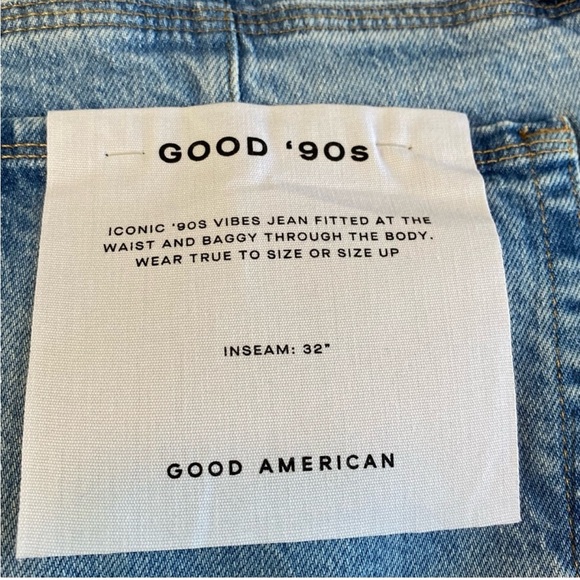 GOOD ‘90s
ICONIC ‘90S VIBES JEAN FITTED AT THE
WAIST AND BAGGY THROUGH THE BODY.
WEAR TRUE TO SIZE OR SIZE UP
INSEAM: 32"
GOOD AMERICAN